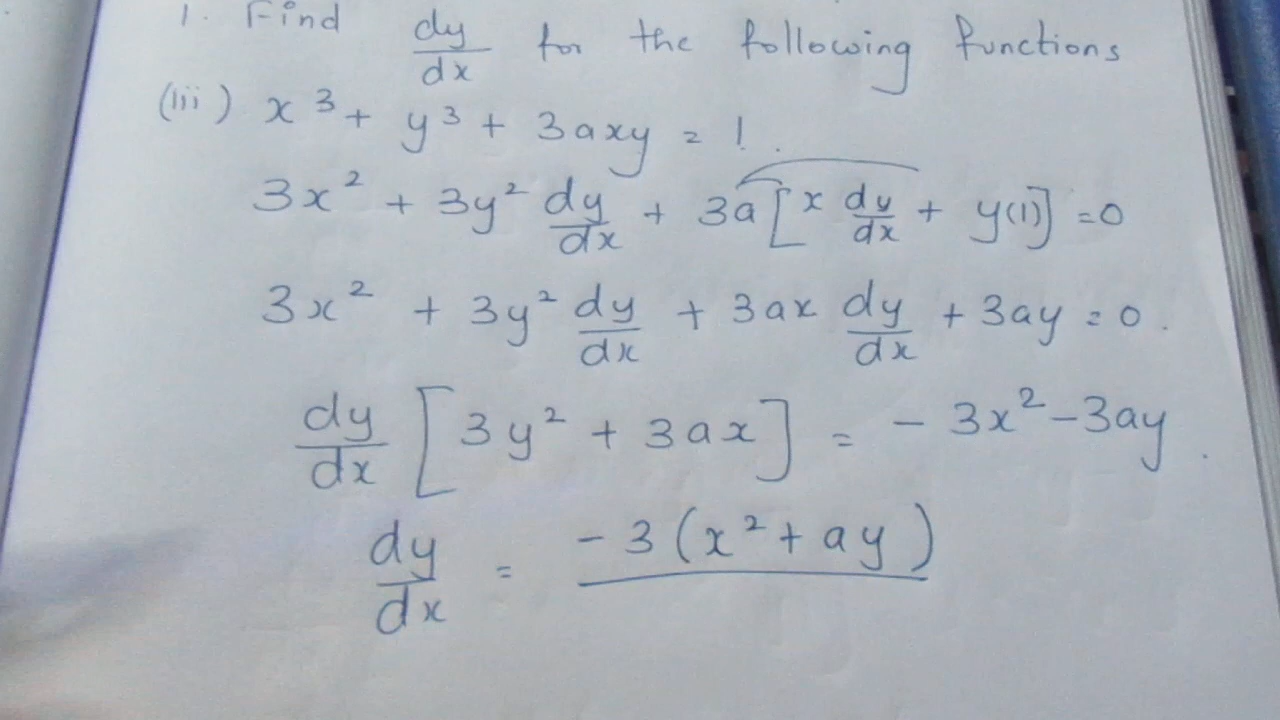 1. Find dy/dx for the following functions
(iii) x³ + y³ + 3axy = 1.
3x² + 3y² dy/dx + 3a[x dy/dx + y(1)] = 0
3x² + 3y² dy/dx + 3ax dy/dx + 3ay = 0.
dy/dx [3y² + 3ax] = - 3x² - 3ay.
dy/dx = - 3(x² + ay)